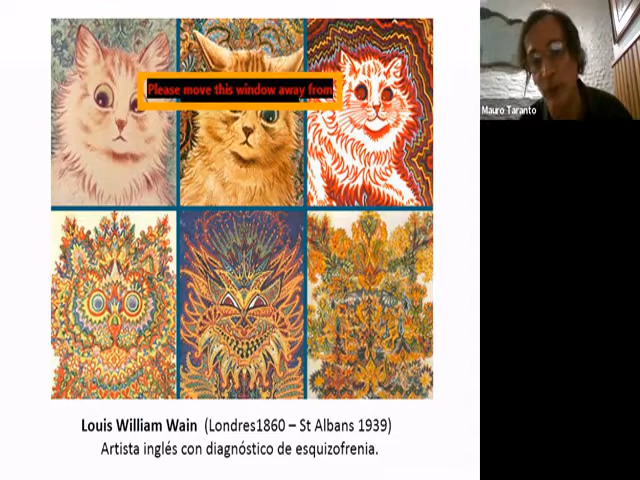 Please move this window away from
Mauro Taranto
Louis William Wain (Londres1860 – St Albans 1939)
Artista inglés con diagnóstico de esquizofrenia.